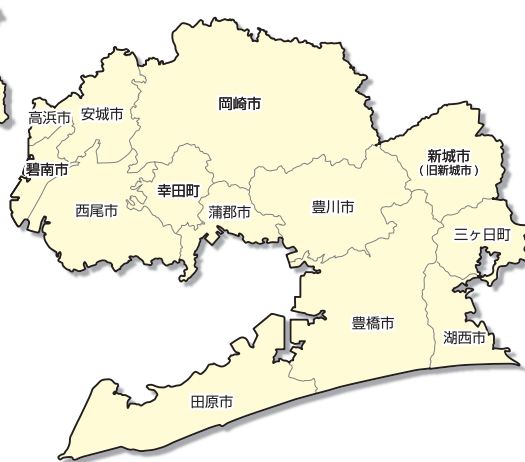 岡崎市
高浜市
安城市
碧南市
新城市
(旧新城市)
幸田町
西尾市
蒲郡市
豊川市
三ヶ日町
豊橋市
湖西市
田原市